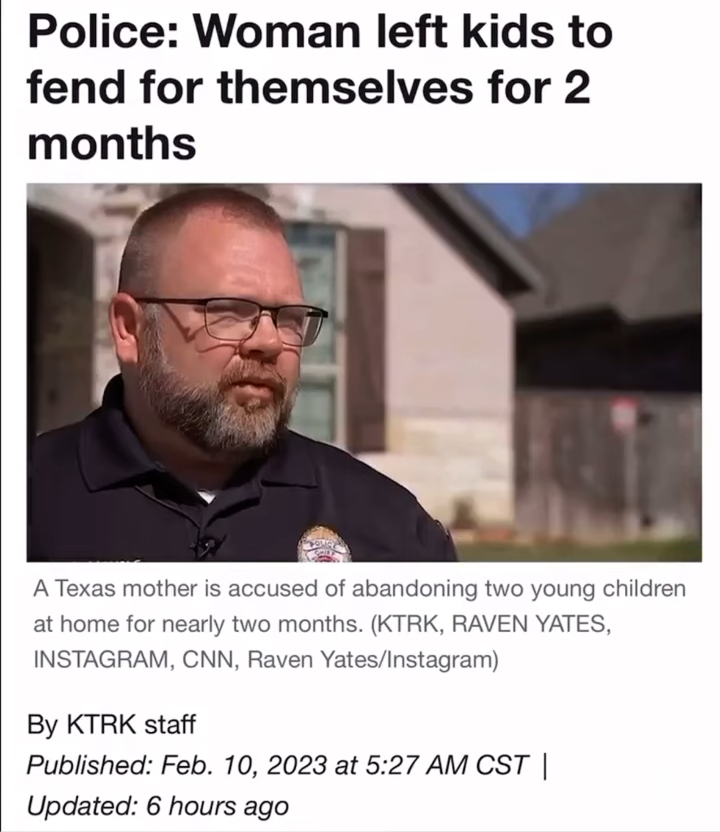 Police: Woman left kids to
fend for themselves for 2
months
POLICE
CHIEF
A Texas mother is accused of abandoning two young children
at home for nearly two months. (KTRK, RAVEN YATES,
INSTAGRAM, CNN, Raven Yates/Instagram)
By KTRK staff
Published: Feb. 10, 2023 at 5:27 AM CST |
Updated: 6 hours ago